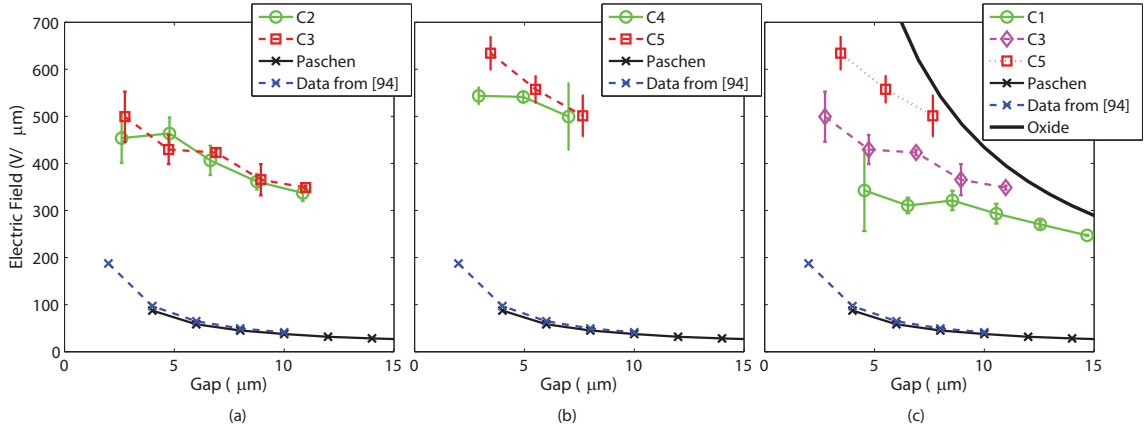 Electric Field (V/ μm)
700
600
500
400
300
200
100
0
0
5
10
15
Gap ( μm)
(a)
C2
C3
Paschen
Data from [94]
0
5
10
15
Gap ( μm)
(b)
C4
C5
Paschen
Data from [94]
0
5
10
15
Gap ( μm)
(c)
C1
C3
C5
Paschen
Data from [94]
Oxide